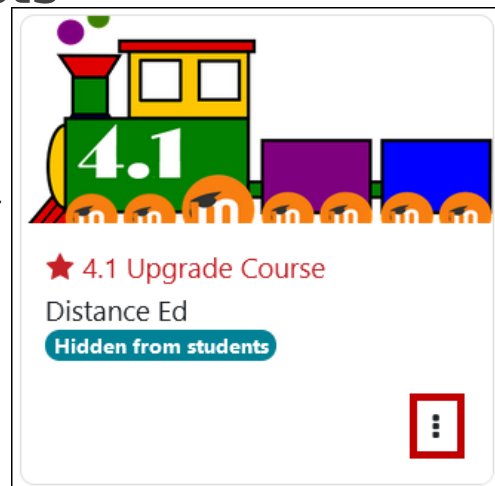 4.1
m m m m m m m
4.1 Upgrade Course
Distance Ed
Hidden from students